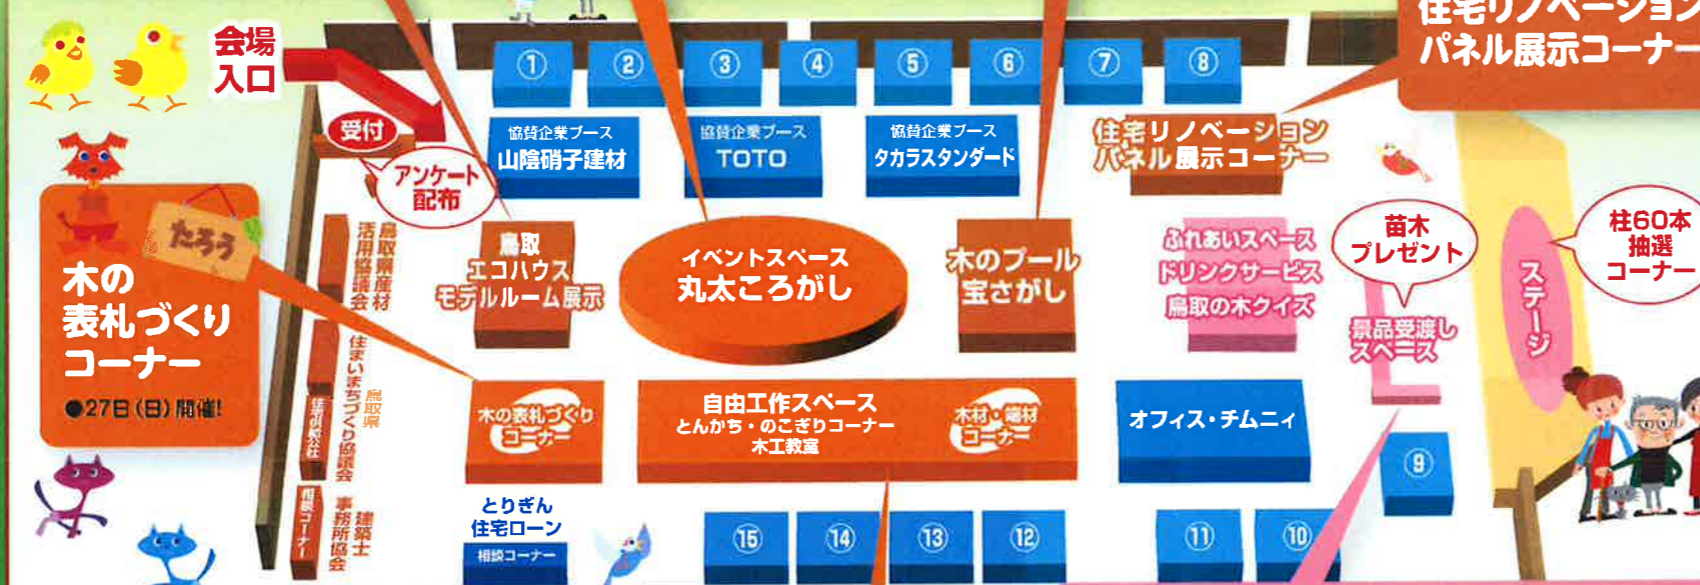 住宅リノベーション
パネル展示コーナー
会場
入口
①
②
③
④
⑤
⑥
⑦
⑧
受付
アンケート
配布
協賛企業ブース
山陰硝子建材
協賛企業ブース
TOTO
協賛企業ブース
タカラスタンダード
住宅リノベーション
パネル展示コーナー
たろう
木の
表札づくり
コーナー
●27日(日)開催!
鳥取県産材
活用協議会
鳥取
エコハウス
モデルルーム展示
イベントスペース
丸太ころがし
木のプール
宝さがし
ふれあいスペース
ドリンクサービス
鳥取の木クイズ
苗木
プレゼント
景品受渡し
スペース
ステージ
柱60本
抽選
コーナー
鳥取県
住まいまちづくり協議会
木の表札づくり
コーナー
自由工作スペース
とんかち・のこぎりコーナー
木工教室
木材・端材
コーナー
オフィス・チムニィ
⑨
相談コーナー
建築士
事務所協会
とりぎん
住宅ローン
相談コーナー
⑮
⑭
⑬
⑫
⑪
⑩